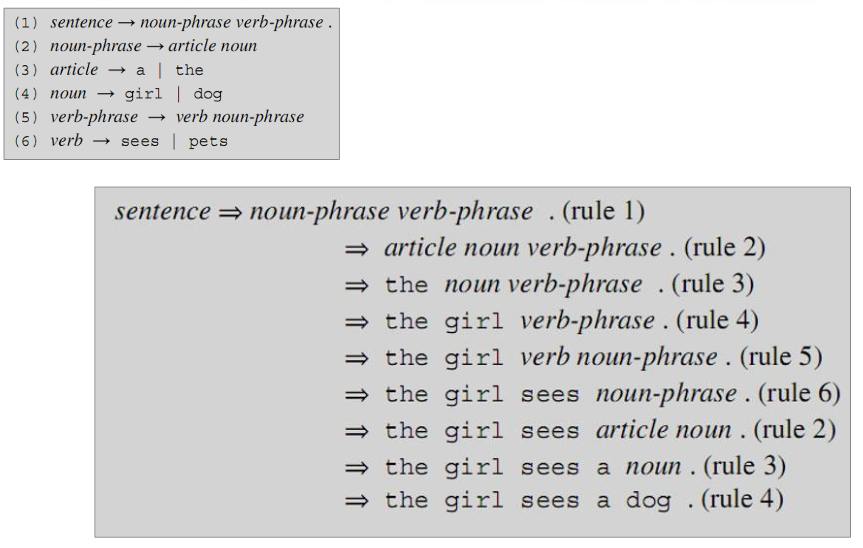 (1) sentence → noun-phrase verb-phrase .
(2) noun-phrase → article noun
(3) article → a | the
(4) noun → girl | dog
(5) verb-phrase → verb noun-phrase
(6) verb → sees | pets
sentence ⇒ noun-phrase verb-phrase . (rule 1)
⇒ article noun verb-phrase . (rule 2)
⇒ the noun verb-phrase . (rule 3)
⇒ the girl verb-phrase . (rule 4)
⇒ the girl verb noun-phrase . (rule 5)
⇒ the girl sees noun-phrase . (rule 6)
⇒ the girl sees article noun . (rule 2)
⇒ the girl sees a noun . (rule 3)
⇒ the girl sees a dog . (rule 4)